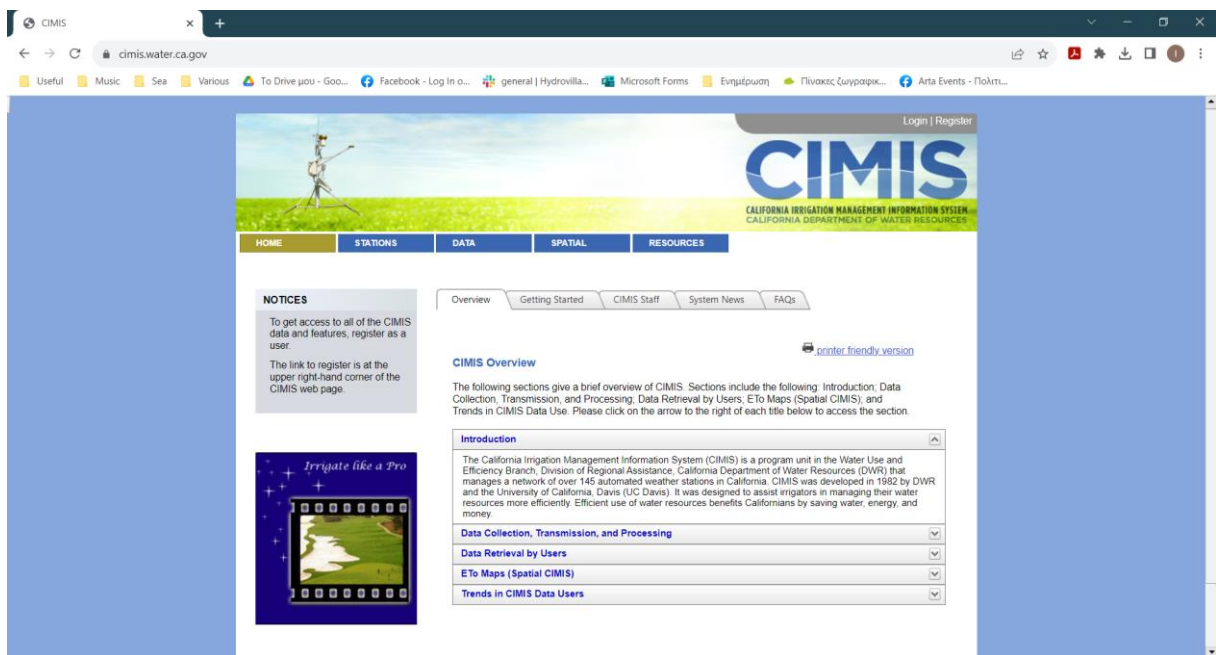 CIMIS
cimis.water.ca.gov
Useful Music Sea Various Το Drive μου - Goo... Facebook - Log In o... general | Hydrovilla... Microsoft Forms Ενημέρωση Πίνακες ζωγραφικ... Arta Events - Πολιτι...
Login | Register
CIMIS
CALIFORNIA IRRIGATION MANAGEMENT INFORMATION SYSTEM
CALIFORNIA DEPARTMENT OF WATER RESOURCES
HOME STATIONS DATA SPATIAL RESOURCES
NOTICES
To get access to all of the CIMIS
data and features, register as a
user.
The link to register is at the
upper right-hand corner of the
CIMIS web page.
Irrigate like a Pro
Overview Getting Started CIMIS Staff System News FAQs
printer friendly version
CIMIS Overview
The following sections give a brief overview of CIMIS. Sections include the following: Introduction; Data
Collection, Transmission, and Processing; Data Retrieval by Users; ETo Maps (Spatial CIMIS); and
Trends in CIMIS Data Use. Please click on the arrow to the right of each title below to access the section.
Introduction
The California Irrigation Management Information System (CIMIS) is a program unit in the Water Use and
Efficiency Branch, Division of Regional Assistance, California Department of Water Resources (DWR) that
manages a network of over 145 automated weather stations in California. CIMIS was developed in 1982 by DWR
and the University of California, Davis (UC Davis). It was designed to assist irrigators in managing their water
resources more efficiently. Efficient use of water resources benefits Californians by saving water, energy, and
money.
Data Collection, Transmission, and Processing
Data Retrieval by Users
ETo Maps (Spatial CIMIS)
Trends in CIMIS Data Users